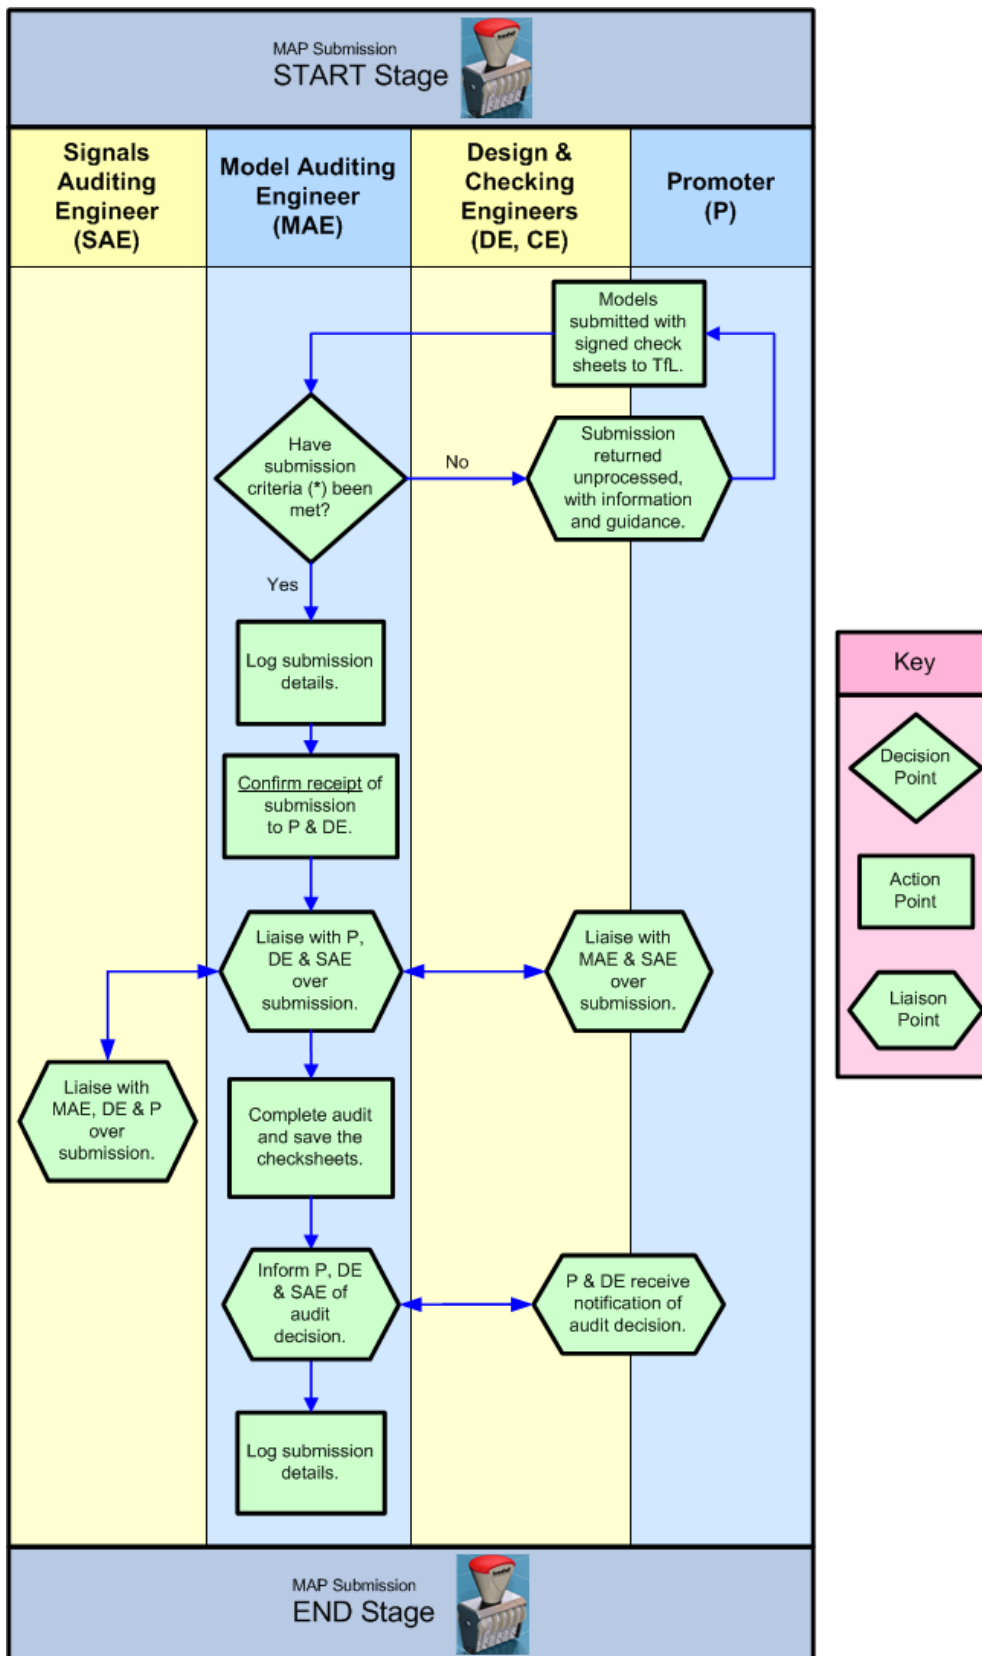 MAP Submission
START Stage
Signals
Auditing
Engineer
(SAE)
Model Auditing
Engineer
(MAE)
Design &
Checking
Engineers
(DE, CE)
Promoter
(P)
Models
submitted with
signed check
sheets to TfL.
Have
submission
criteria (*) been
met?
No
Submission
returned
unprocessed,
with information
and guidance.
Yes
Log submission
details.
Confirm receipt of
submission
to P & DE.
Liaise with P,
DE & SAE
over
submission.
Liaise with
MAE & SAE
over
submission.
Liaise with
MAE, DE & P
over
submission.
Complete audit
and save the
checksheets.
Inform P, DE
& SAE of
audit
decision.
P & DE receive
notification of
audit decision.
Log submission
details.
MAP Submission
END Stage
Key
Decision
Point
Action
Point
Liaison
Point